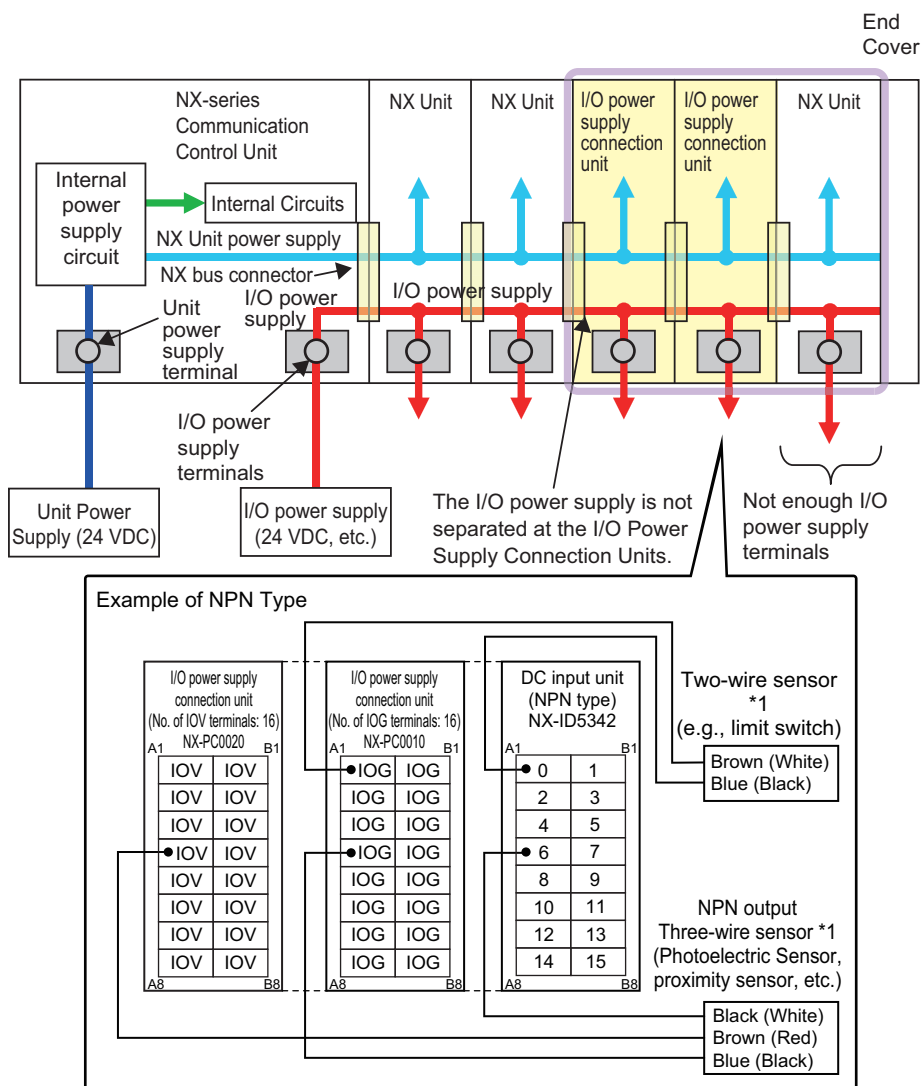 End
Cover
NX-series
Communication
Control Unit
NX Unit
NX Unit
I/O power
supply
connection
unit
I/O power
supply
connection
unit
NX Unit
Internal
power
supply
circuit
Internal Circuits
NX Unit power supply
NX bus connector
I/O power
supply
I/O power supply
Unit
power
supply
terminal
I/O power
supply
terminals
Unit Power
Supply (24 VDC)
I/O power supply
(24 VDC, etc.)
The I/O power supply is not
separated at the I/O Power
Supply Connection Units.
Not enough I/O
power supply
terminals
Example of NPN Type
I/O power supply
connection unit
(No. of IOV terminals: 16)
NX-PC0020
A1 B1
IOV IOV
IOV IOV
IOV IOV
IOV IOV
IOV IOV
IOV IOV
IOV IOV
IOV IOV
A8 B8
I/O power supply
connection unit
(No. of IOG terminals: 16)
NX-PC0010
A1 B1
IOG IOG
IOG IOG
IOG IOG
IOG IOG
IOG IOG
IOG IOG
IOG IOG
IOG IOG
A8 B8
DC input unit
(NPN type)
NX-ID5342
A1 B1
0 1
2 3
4 5
6 7
8 9
10 11
12 13
14 15
A8 B8
Two-wire sensor
*1
(e.g., limit switch)
Brown (White)
Blue (Black)
NPN output
Three-wire sensor *1
(Photoelectric Sensor,
proximity sensor, etc.)
Black (White)
Brown (Red)
Blue (Black)